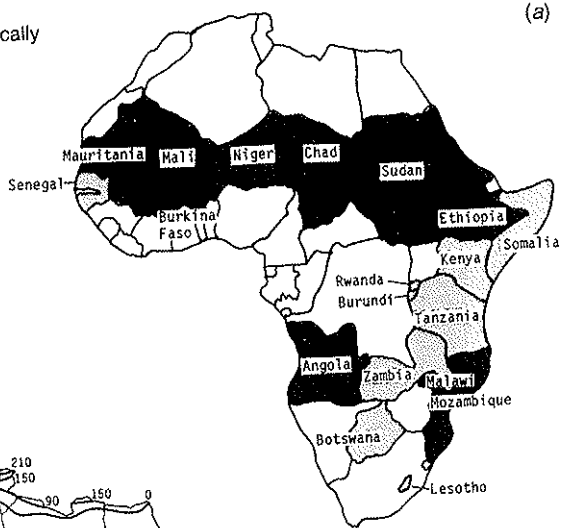 cally
(a)
Mauritania
Mali
Niger
Chad
Sudan
Senegal
Burkina
Faso
Ethiopia
Somalia
Kenya
Rwanda
Burundi
Tanzania
Angola
Zambia
Malawi
Mozambique
Botswana
Lesotho
210
150
90
150
0